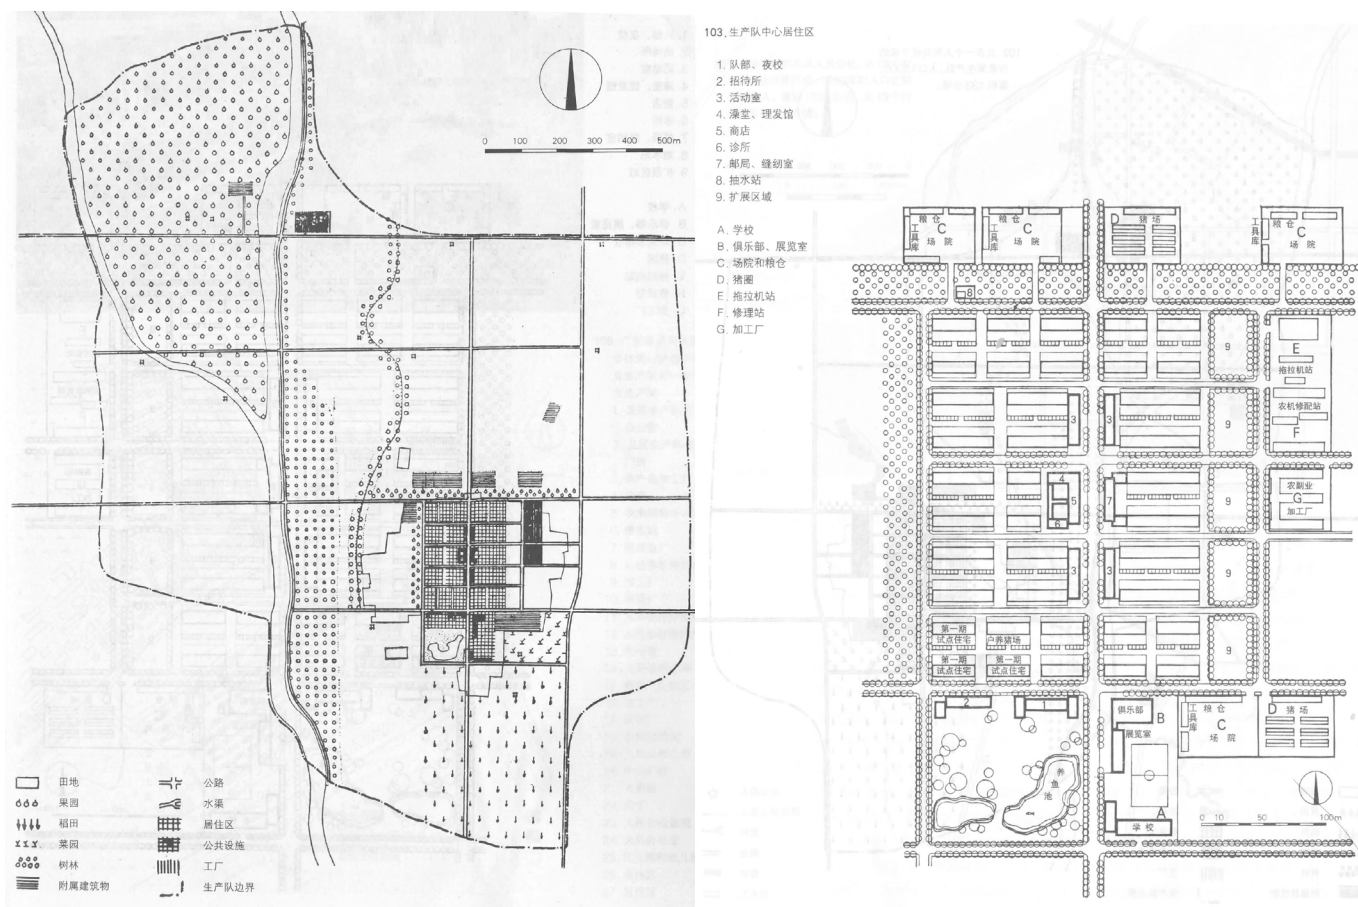 0 100 200 300 400 500m
田地
果园
稻田
菜园
树林
附属建筑物
公路
水渠
居住区
公共设施
工厂
生产队边界
103. 生产队中心居住区
1. 队部、夜校
2. 招待所
3. 活动室
4. 澡堂、理发馆
5. 商店
6. 诊所
7. 邮局、缝纫室
8. 抽水站
9. 扩展区域
A. 学校
B. 俱乐部、展览室
C. 场院和粮仓
D. 猪圈
E. 拖拉机站
F. 修理站
G. 加工厂
粮仓
工具库
C
场院
粮仓
工具库
C
场院
D 猪场
粮仓
工具库
C
场院
8
9
E
拖拉机站
3
3
9
农机修配站
F
4
5
6
7
9
农副业
G
加工厂
3
3
9
第一期
试点住宅
户养猪场
第一期
试点住宅
第一期
试点住宅
9
2
1
俱乐部
B
展览室
工具库
粮仓
C
场院
D 猪场
养鱼池
A
学校
0 10 50 100m